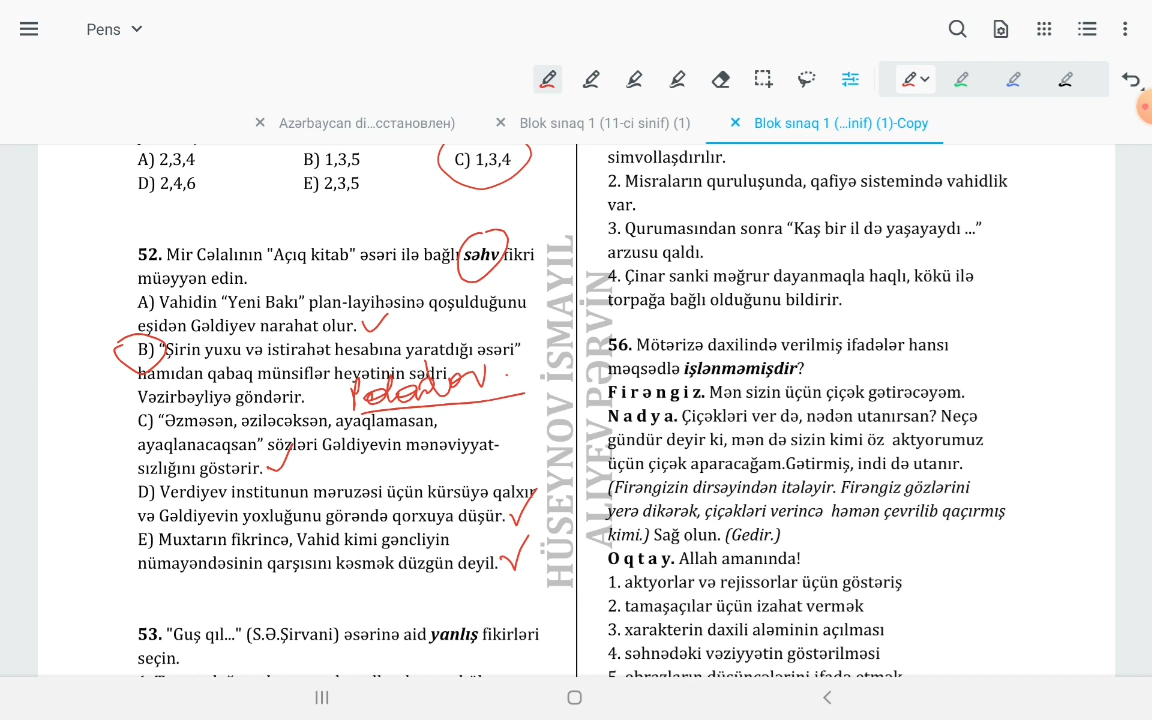 Pens
Azərbaycan di...сстановлен)
Blok sınaq 1 (11-ci sinif) (1)
Blok sınaq 1 (...inif) (1)-Copy
A) 2,3,4 B) 1,3,5 C) 1,3,4
D) 2,4,6 E) 2,3,5
52. Mir Cəlalının "Açıq kitab" əsəri ilə bağlı səhv fikri
müəyyən edin.
A) Vahidin “Yeni Bakı” plan-layihəsinə qoşulduğunu
eşidən Gəldiyev narahat olur.
B) “Şirin yuxu və istirahət hesabına yaratdığı əsəri”
hamıdan qabaq münsiflər heyətinin sədri
Vəzirbəyliyə göndərir.
C) “Əzməsən, əziləcəksən, ayaqlamasan,
ayaqlanacaqsan” sözləri Gəldiyevin mənəviyyat-
sızlığını göstərir.
D) Verdiyev institunun məruzəsi üçün kürsüyə qalxır
və Gəldiyevin yoxluğunu görəndə qorxuya düşür.
E) Muxtarın fikrincə, Vahid kimi gəncliyin
nümayəndəsinin qarşısını kəsmək düzgün deyil.
53. "Guş qıl..." (S.Ə.Şirvani) əsərinə aid yanlış fikirləri
seçin.
HÜSEYNOV İSMAYIL
ALIYEV PƏRVİN
simvollaşdırılır.
2. Misraların quruluşunda, qafiyə sistemində vahidlik
var.
3. Qurumasından sonra “Kaş bir il də yaşayaydı ...”
arzusu qaldı.
4. Çinar sanki məğrur dayanmaqla haqlı, kökü ilə
torpağa bağlı olduğunu bildirir.
56. Mötərizə daxilində verilmiş ifadələr hansı
məqsədlə işlənməmişdir?
Firəngiz. Mən sizin üçün çiçək gətirəcəyəm.
Nadya. Çiçəkləri ver də, nədən utanırsan? Neçə
gündür deyir ki, mən də sizin kimi öz aktyorumuz
üçün çiçək aparacağam.Gətirmiş, indi də utanır.
(Firəngizin dirsəyindən itələyir. Firəngiz gözlərini
yerə dikərək, çiçəkləri verincə həmən çevrilib qaçırmış
kimi.) Sağ olun. (Gedir.)
Oqtay. Allah amanında!
1. aktyorlar və rejissorlar üçün göstəriş
2. tamaşaçılar üçün izahat vermək
3. xarakterin daxili aləminin açılması
4. səhnədəki vəziyyətin göstərilməsi
5. obrazların düşüncələrini ifadə etmək